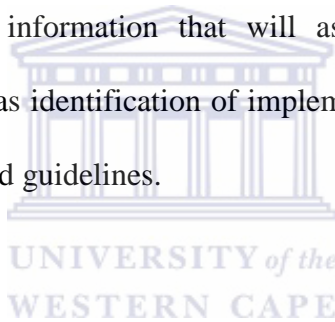 information that will as
as identification of implem
d guidelines.
UNIVERSITY of the
WESTERN CAPE